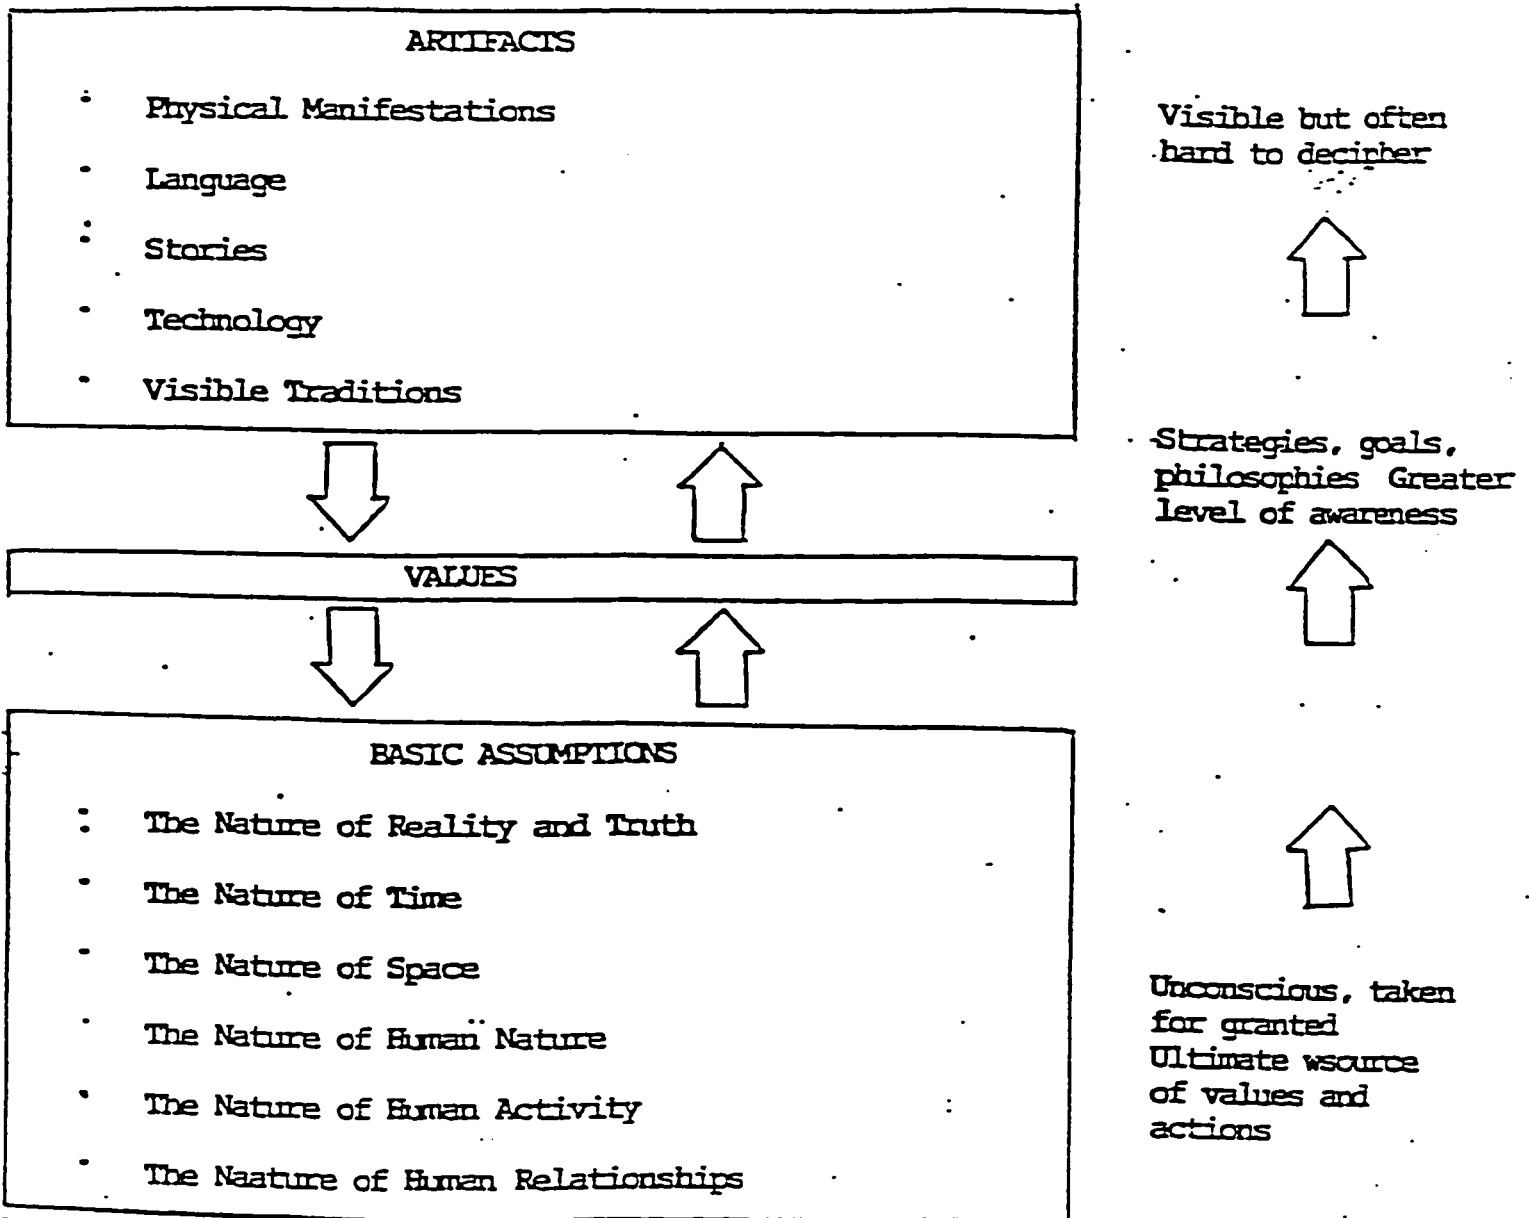 ARTIFACTS
Physical Manifestations
Language
Stories
Technology
Visible Traditions
Visible but often
hard to decipher
Strategies, goals,
philosophies Greater
level of awareness
VALUES
BASIC ASSUMPTIONS
The Nature of Reality and Truth
The Nature of Time
The Nature of Space
The Nature of Human Nature
The Nature of Human Activity
The Naature of Human Relationships
Unconscious, taken
for granted
Ultimate wsource
of values and
actions